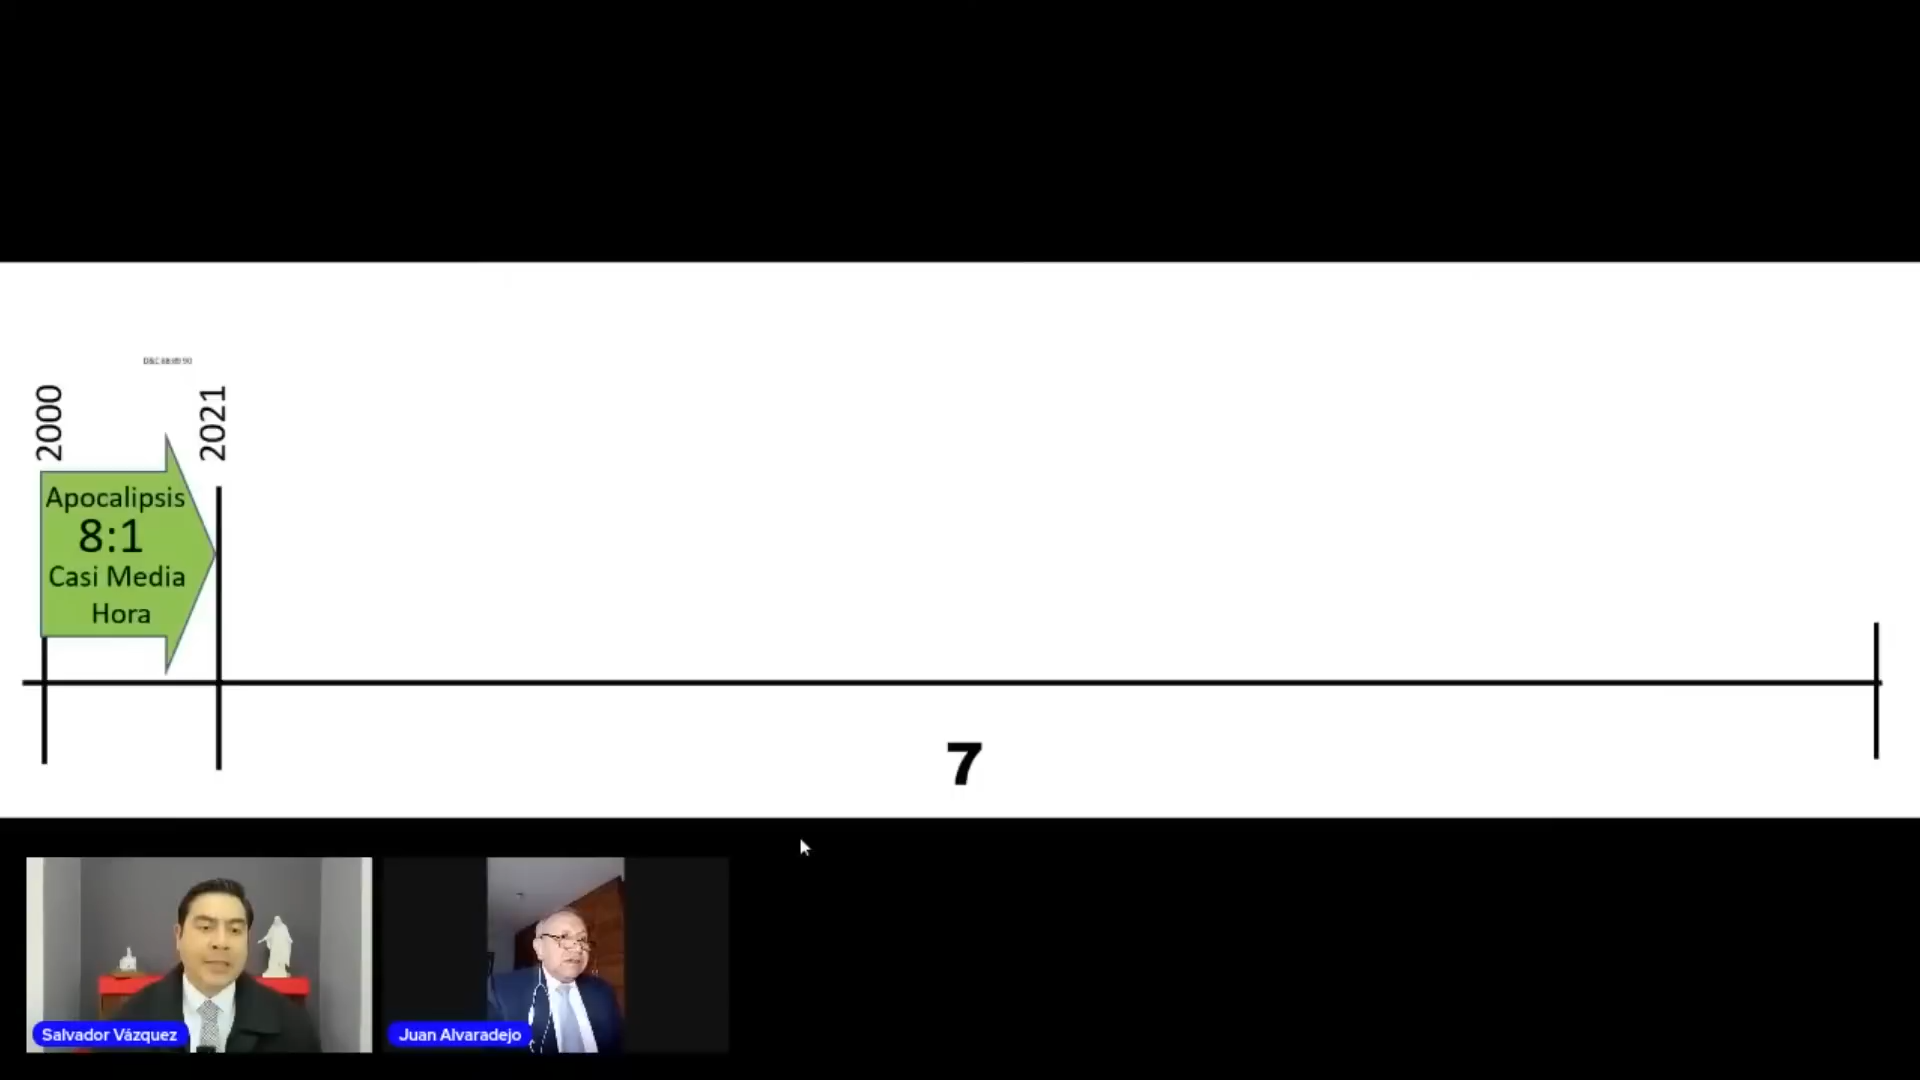 2000
2021
Apocalipsis
8:1
Casi Media
Hora
7
Salvador Vázquez
Juan Alvaradejo